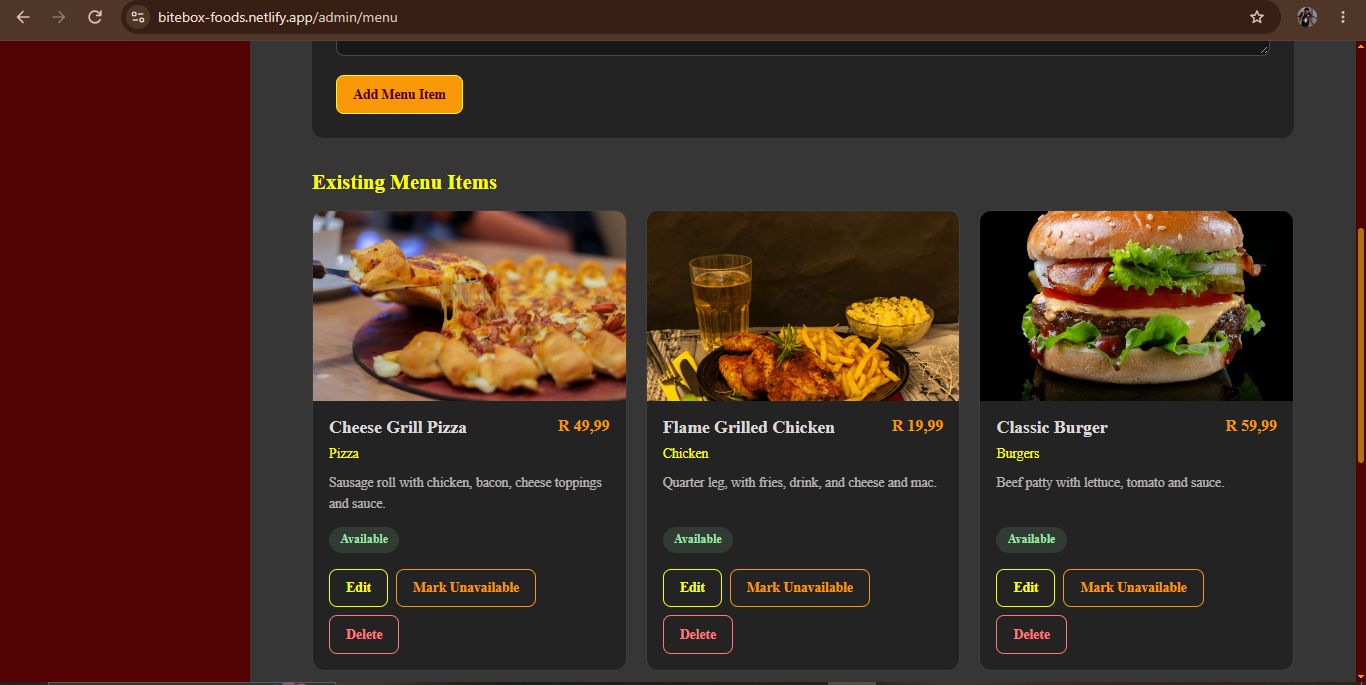 bitebox-foods.netlify.app/admin/menu
Add Menu Item
Existing Menu Items
Cheese Grill Pizza R 49,99
Pizza
Sausage roll with chicken, bacon, cheese toppings
and sauce.
Available
Edit Mark Unavailable
Delete
Flame Grilled Chicken R 19,99
Chicken
Quarter leg, with fries, drink, and cheese and mac.
Available
Edit Mark Unavailable
Delete
Classic Burger R 59,99
Burgers
Beef patty with lettuce, tomato and sauce.
Available
Edit Mark Unavailable
Delete